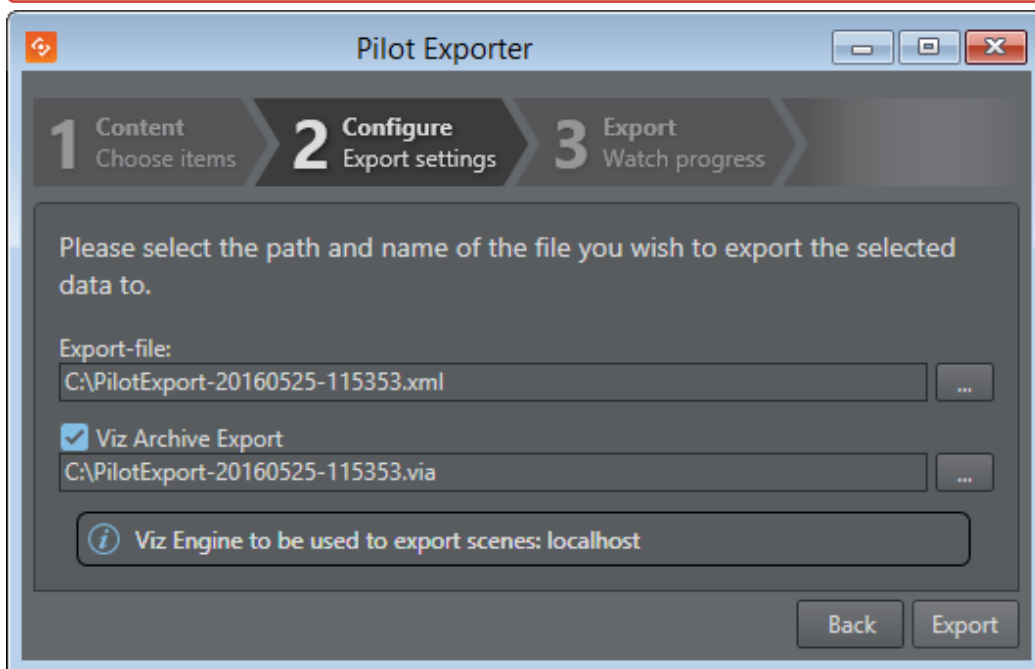 Pilot Exporter
1 Content
Choose items
2 Configure
Export settings
3 Export
Watch progress
Please select the path and name of the file you wish to export the selected
data to.
Export-file:
C:\PilotExport-20160525-115353.xml
...
Viz Archive Export
C:\PilotExport-20160525-115353.via
...
i Viz Engine to be used to export scenes: localhost
Back Export